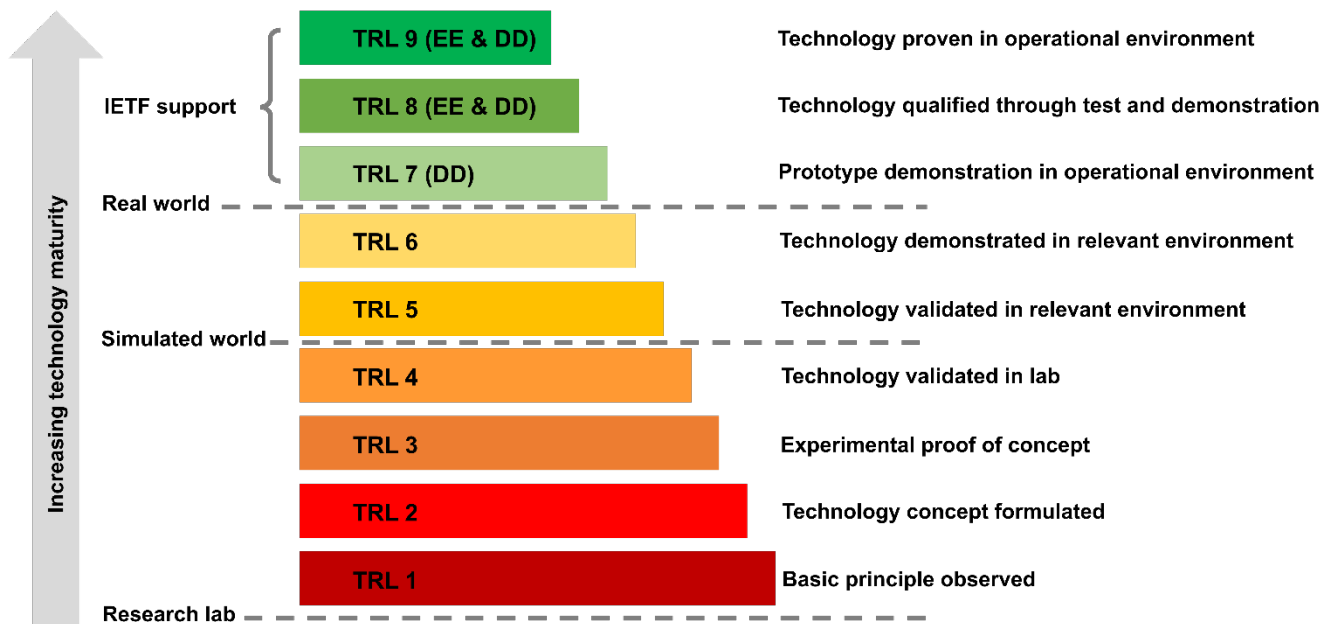 TRL 9 (EE & DD)
Technology proven in operational environment
IETF support
TRL 8 (EE & DD)
Technology qualified through test and demonstration
TRL 7 (DD)
Prototype demonstration in operational environment
Real world
TRL 6
Technology demonstrated in relevant environment
TRL 5
Technology validated in relevant environment
Simulated world
TRL 4
Technology validated in lab
TRL 3
Experimental proof of concept
TRL 2
Technology concept formulated
TRL 1
Basic principle observed
Research lab
Increasing technology maturity